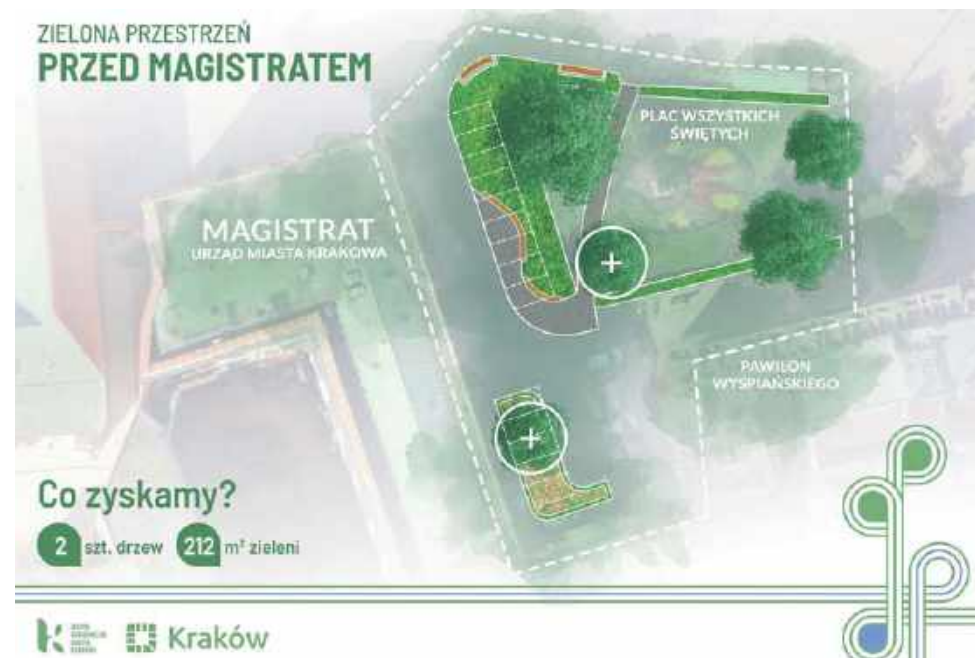 ZIELONA PRZESTRZEŃ
PRZED MAGISTRATEM
PLAC WSZYSTKICH
ŚWIĘTYCH
MAGISTRAT
URZĄD MIASTA KRAKOWA
PAWILON
WYSPIAŃSKIEGO
Co zyskamy?
2 szt. drzew 212 m² zieleni
Kraków